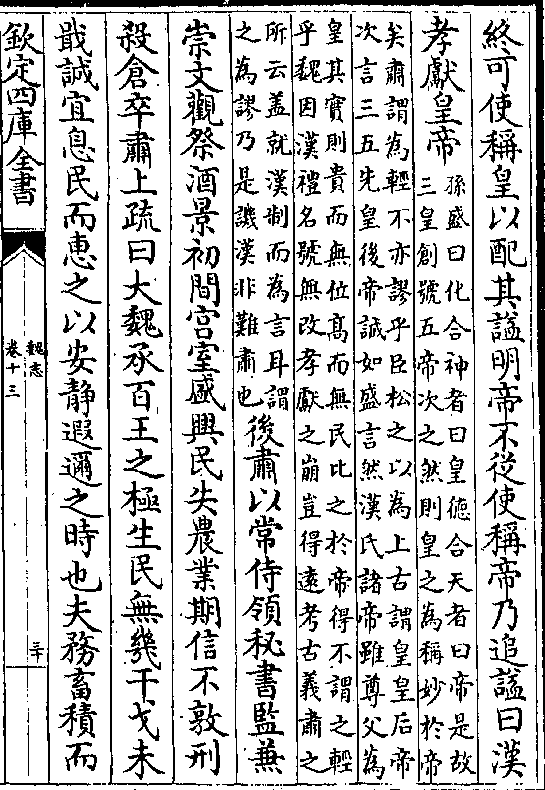 終可使稱皇以配其諡明帝不從使稱帝乃追諡曰漢
孝獻皇帝
孫盛曰化合神者曰皇德合天者曰帝是故
三皇創號五帝次之然則皇之為稱妙於帝
矣肅謂為輕不亦謬乎臣松之以為上古謂皇皇后帝
次言三五先皇後帝誠如盛言然漢氏諸帝雖尊父為
皇其實則貴而無位髙而無民比之於帝得不謂之輕
乎魏因漢禮名號無改孝獻之崩豈得逺考古義肅之
所云盖就漢制而為言耳謂
之為謬乃是譏漢非難肅也
後肅以常侍領秘書監兼
崇文觀祭酒景初間宫室盛興民失農業期信不敦刑
殺倉卒肅上疏曰大魏承百王之極生民無幾干戈未
戢誠宜息民而惠之以安静遐邇之時也夫務畜積而
欽定四庫全書
魏志
卷十三
二十